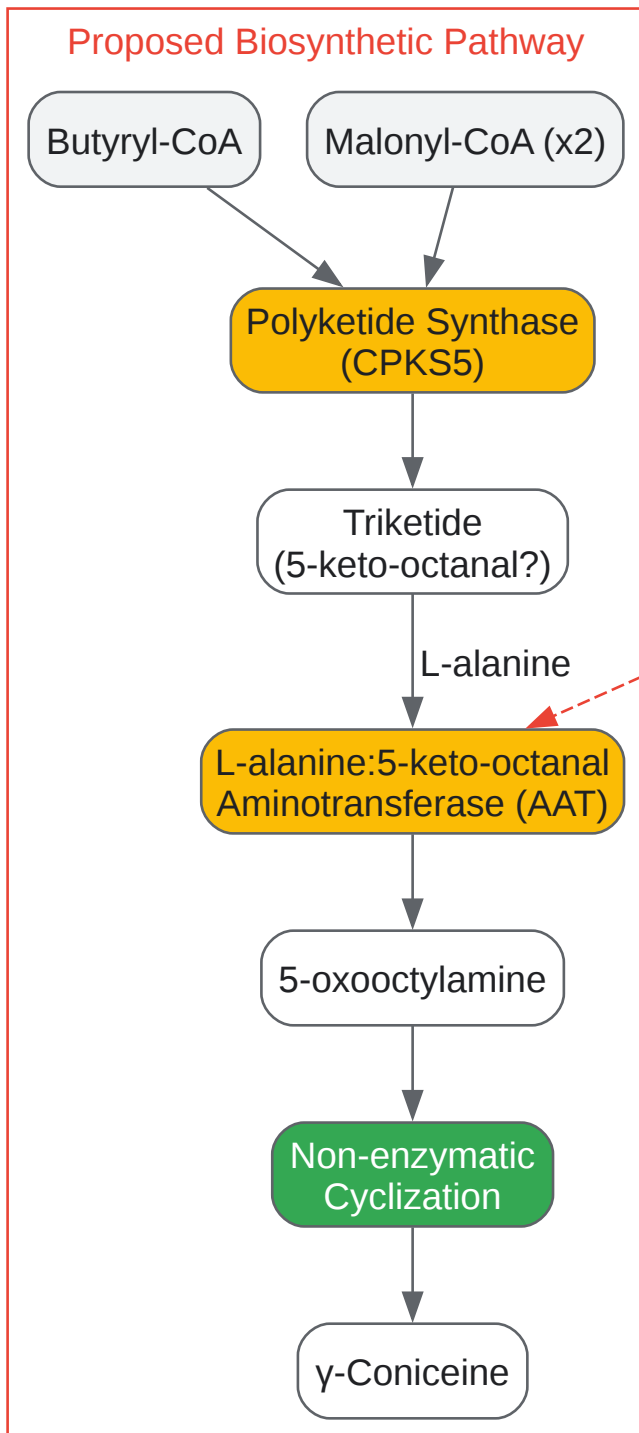 Proposed Biosynthetic Pathway
Butyryl-CoA
Malonyl-CoA (x2)
Polyketide Synthase
(CPKS5)
Triketide
(5-keto-octanal?)
L-alanine
L-alanine:5-keto-octanal
Aminotransferase (AAT)
5-oxooctylamine
Non-enzymatic
Cyclization
γ-Coniceine